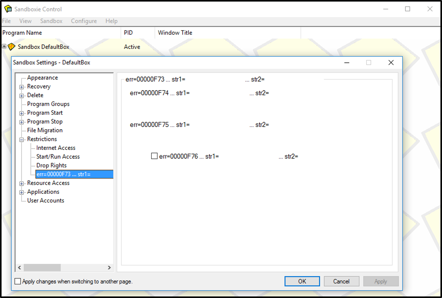 Sandboxie Control
File View Sandbox Configure Help
Program Name PID Window Title
Sandbox DefaultBox Active
Sandbox Settings - DefaultBox
Appearance
Recovery
Delete
Program Groups
Program Start
Program Stop
File Migration
Restrictions
Internet Access
Start/Run Access
Drop Rights
err=00000F73 ... str1=
Resource Access
Applications
User Accounts
err=00000F73 ... str1= ... str2=
err=00000F74 ... str1= ... str2=
err=00000F75 ... str1= ... str2=
err=00000F76 ... str1= ... str2=
Apply changes when switching to another page.
OK Cancel Apply